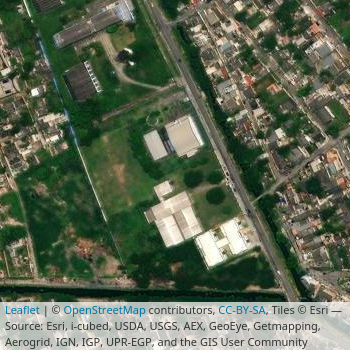 Leaflet | © OpenStreetMap contributors, CC-BY-SA, Tiles © Esri —
Source: Esri, i-cubed, USDA, USGS, AEX, GeoEye, Getmapping,
Aerogrid, IGN, IGP, UPR-EGP, and the GIS User Community